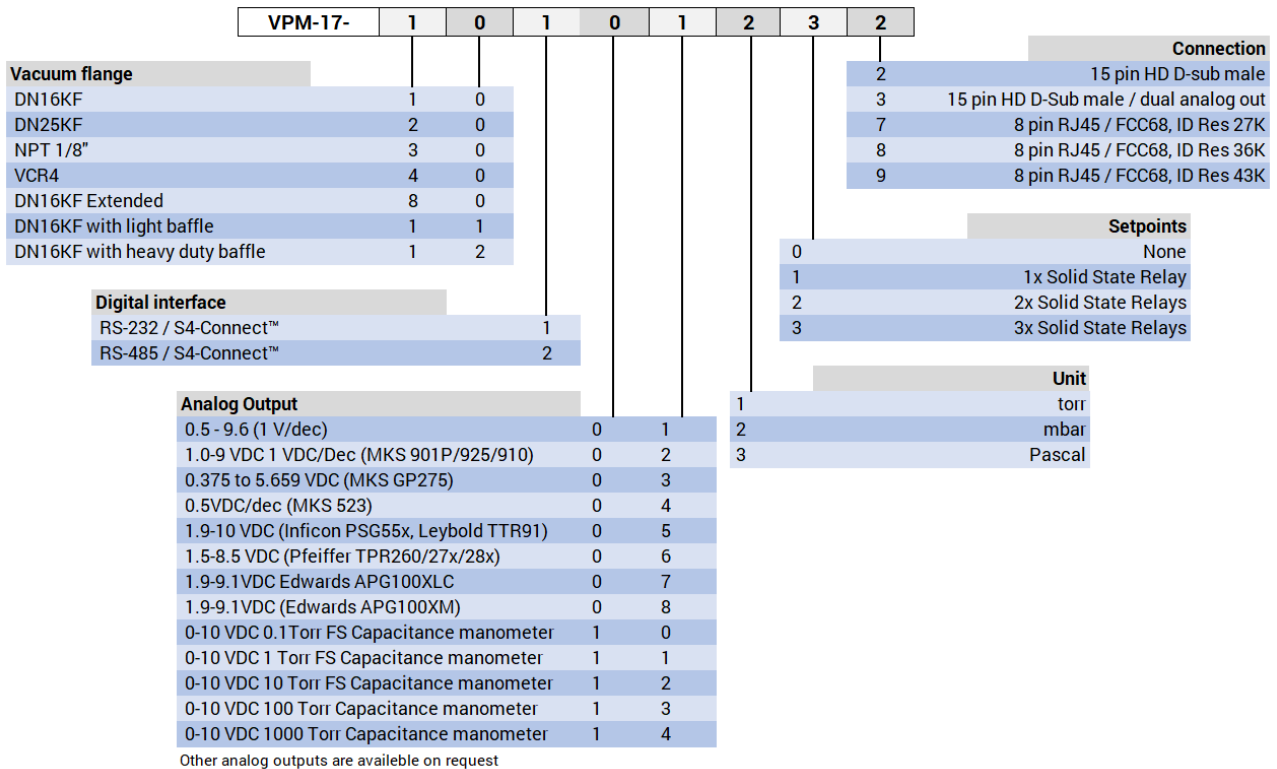 VPM-17- 1 0 1 0 1 2 3 2
Vacuum flange
DN16KF 1 0
DN25KF 2 0
NPT 1/8" 3 0
VCR4 4 0
DN16KF Extended 8 0
DN16KF with light baffle 1 1
DN16KF with heavy duty baffle 1 2
Connection
2 15 pin HD D-sub male
3 15 pin HD D-Sub male / dual analog out
7 8 pin RJ45 / FCC68, ID Res 27K
8 8 pin RJ45 / FCC68, ID Res 36K
9 8 pin RJ45 / FCC68, ID Res 43K
Setpoints
0 None
1 1x Solid State Relay
2 2x Solid State Relays
3 3x Solid State Relays
Digital interface
RS-232 / S4-Connect™ 1
RS-485 / S4-Connect™ 2
Unit
1 torr
2 mbar
3 Pascal
Analog Output
0.5 - 9.6 (1 V/dec) 0 1
1.0-9 VDC 1 VDC/Dec (MKS 901P/925/910) 0 2
0.375 to 5.659 VDC (MKS GP275) 0 3
0.5VDC/dec (MKS 523) 0 4
1.9-10 VDC (Inficon PSG55x, Leybold TTR91) 0 5
1.5-8.5 VDC (Pfeiffer TPR260/27x/28x) 0 6
1.9-9.1VDC Edwards APG100XLC 0 7
1.9-9.1VDC (Edwards APG100XM) 0 8
0-10 VDC 0.1Torr FS Capacitance manometer 1 0
0-10 VDC 1 Torr FS Capacitance manometer 1 1
0-10 VDC 10 Torr FS Capacitance manometer 1 2
0-10 VDC 100 Torr Capacitance manometer 1 3
0-10 VDC 1000 Torr Capacitance manometer 1 4
Other analog outputs are availeble on request